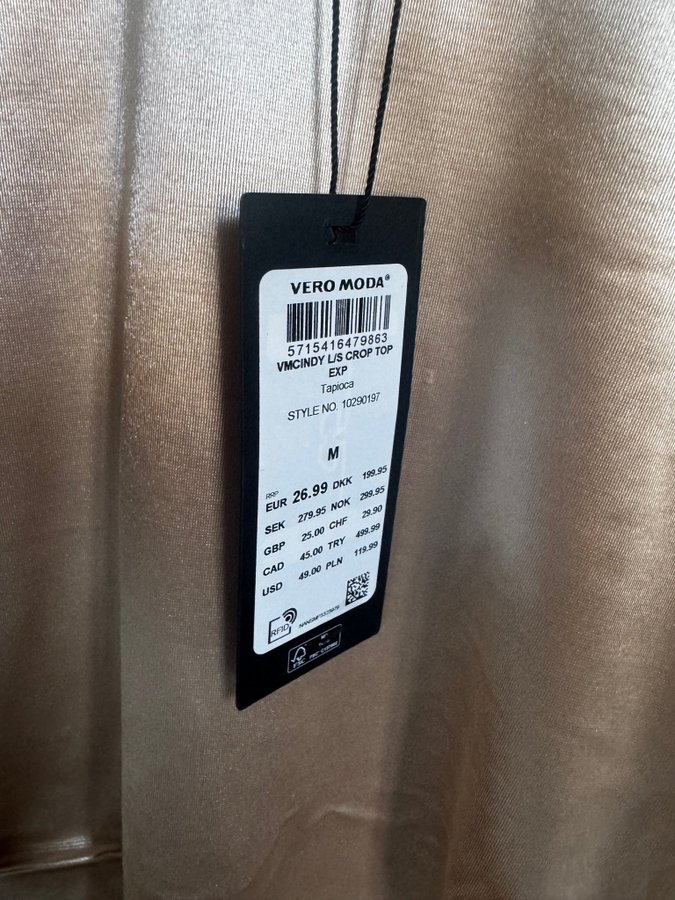 VERO MODA®
5715416479863
VMCINDY L/S CROP TOP
EXP
Tapioca
STYLE NO. 10290197
M
RRP
EUR 26.99 DKK 199.95
SEK 279.95 NOK 299.95
GBP 25.00 CHF 29.90
CAD 45.00 TRY 499.99
USD 49.00 PLN 119.99
RFID
FSC